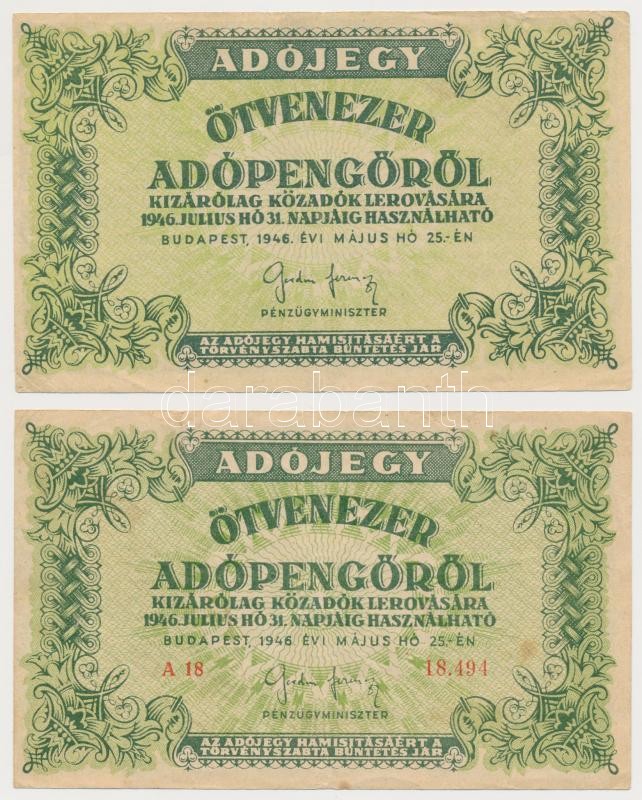 ADÓJEGY
ÖTVENEZER
ADÓPENGŐRŐL
KIZÁRÓLAG KÖZADÓK LEROVÁSÁRA
1946. JULIUS HÓ 31. NAPJÁIG HASZNÁLHATÓ
BUDAPEST, 1946. ÉVI MÁJUS HÓ 25.-ÉN
PÉNZÜGYMINISZTER
AZ ADÓJEGY HAMISITÁSÁÉRT A
TÖRVÉNYSZABTA BÜNTETÉS JÁR
darabanth
ADÓJEGY
ÖTVENEZER
ADÓPENGŐRŐL
KIZÁRÓLAG KÖZADÓK LEROVÁSÁRA
1946. JULIUS HÓ 31. NAPJÁIG HASZNÁLHATÓ
BUDAPEST, 1946 ÉVI MÁJUS HÓ 25.-ÉN
A 18 18.494
PÉNZÜGYMINISZTER
AZ ADÓJEGY HAMISITÁSÁÉRT A
TÖRVÉNYSZABTA BÜNTETÉS JÁR